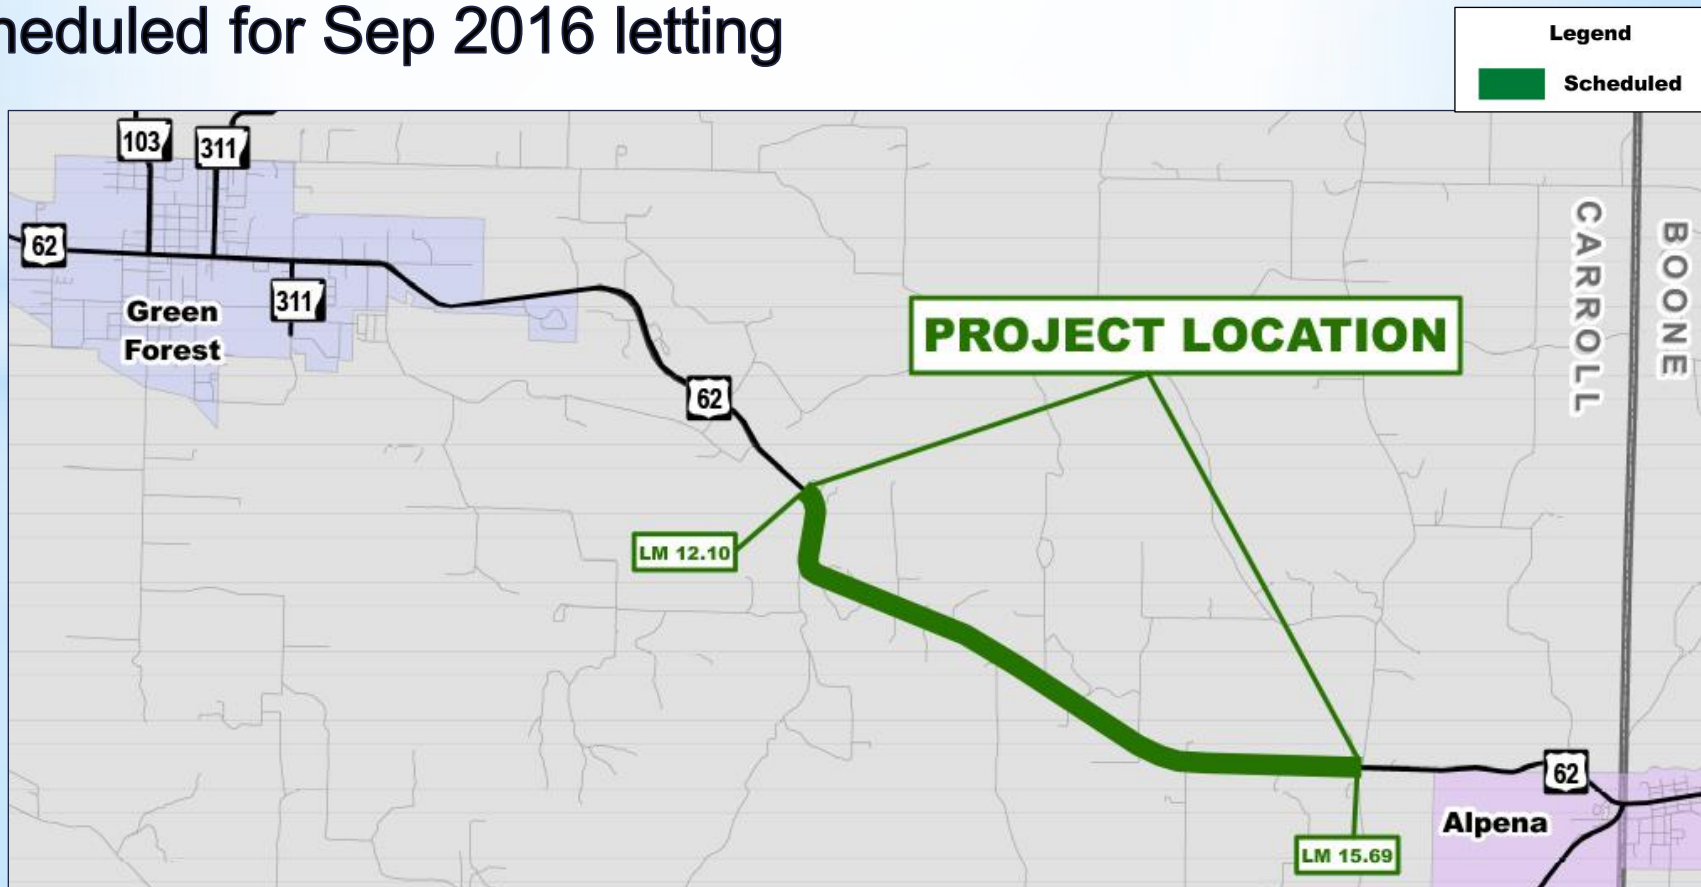 heduled for Sep 2016 letting
Legend
Scheduled
103
311
62
311
Green
Forest
CARROLL
BOONE
PROJECT LOCATION
62
LM 12.10
62
Alpena
LM 15.69